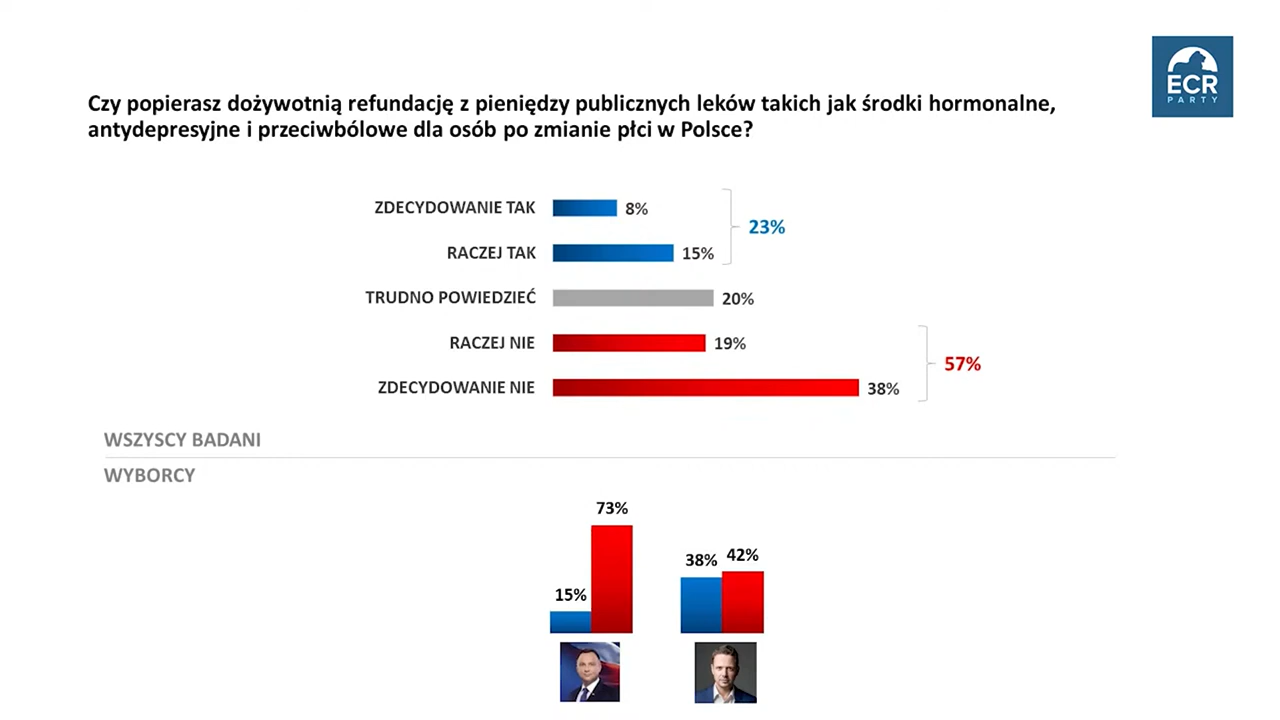 ECR
PARTY
Czy popierasz dożywotnią refundację z pieniędzy publicznych leków takich jak środki hormonalne,
antydepresyjne i przeciwbólowe dla osób po zmianie płci w Polsce?
ZDECYDOWANIE TAK 8%
23%
RACZEJ TAK 15%
TRUDNO POWIEDZIEĆ 20%
RACZEJ NIE 19%
57%
ZDECYDOWANIE NIE 38%
WSZYSCY BADANI
WYBORCY
73%
15%
38% 42%